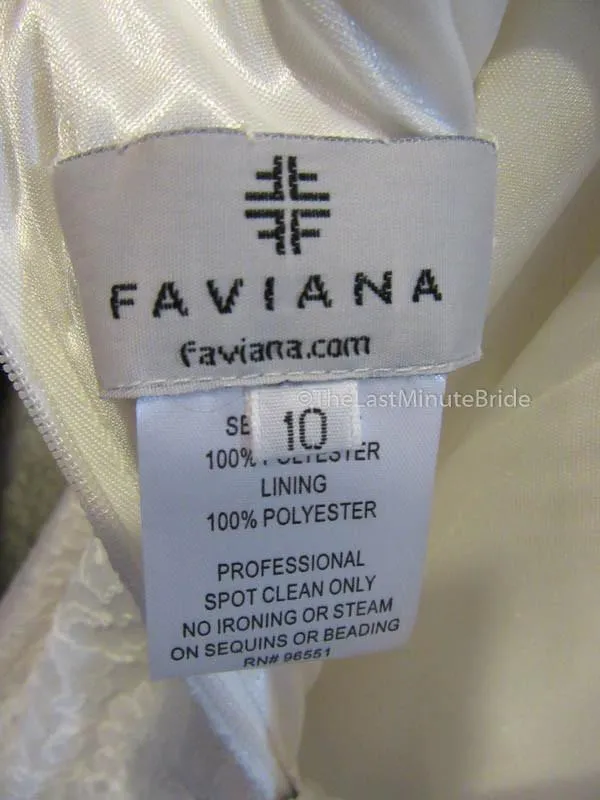 FAVIANA
faviana.com
©TheLastMinuteBride
10
100% POLYESTER
LINING
100% POLYESTER
PROFESSIONAL
SPOT CLEAN ONLY
NO IRONING OR STEAM
ON SEQUINS OR BEADING
RN# 96551